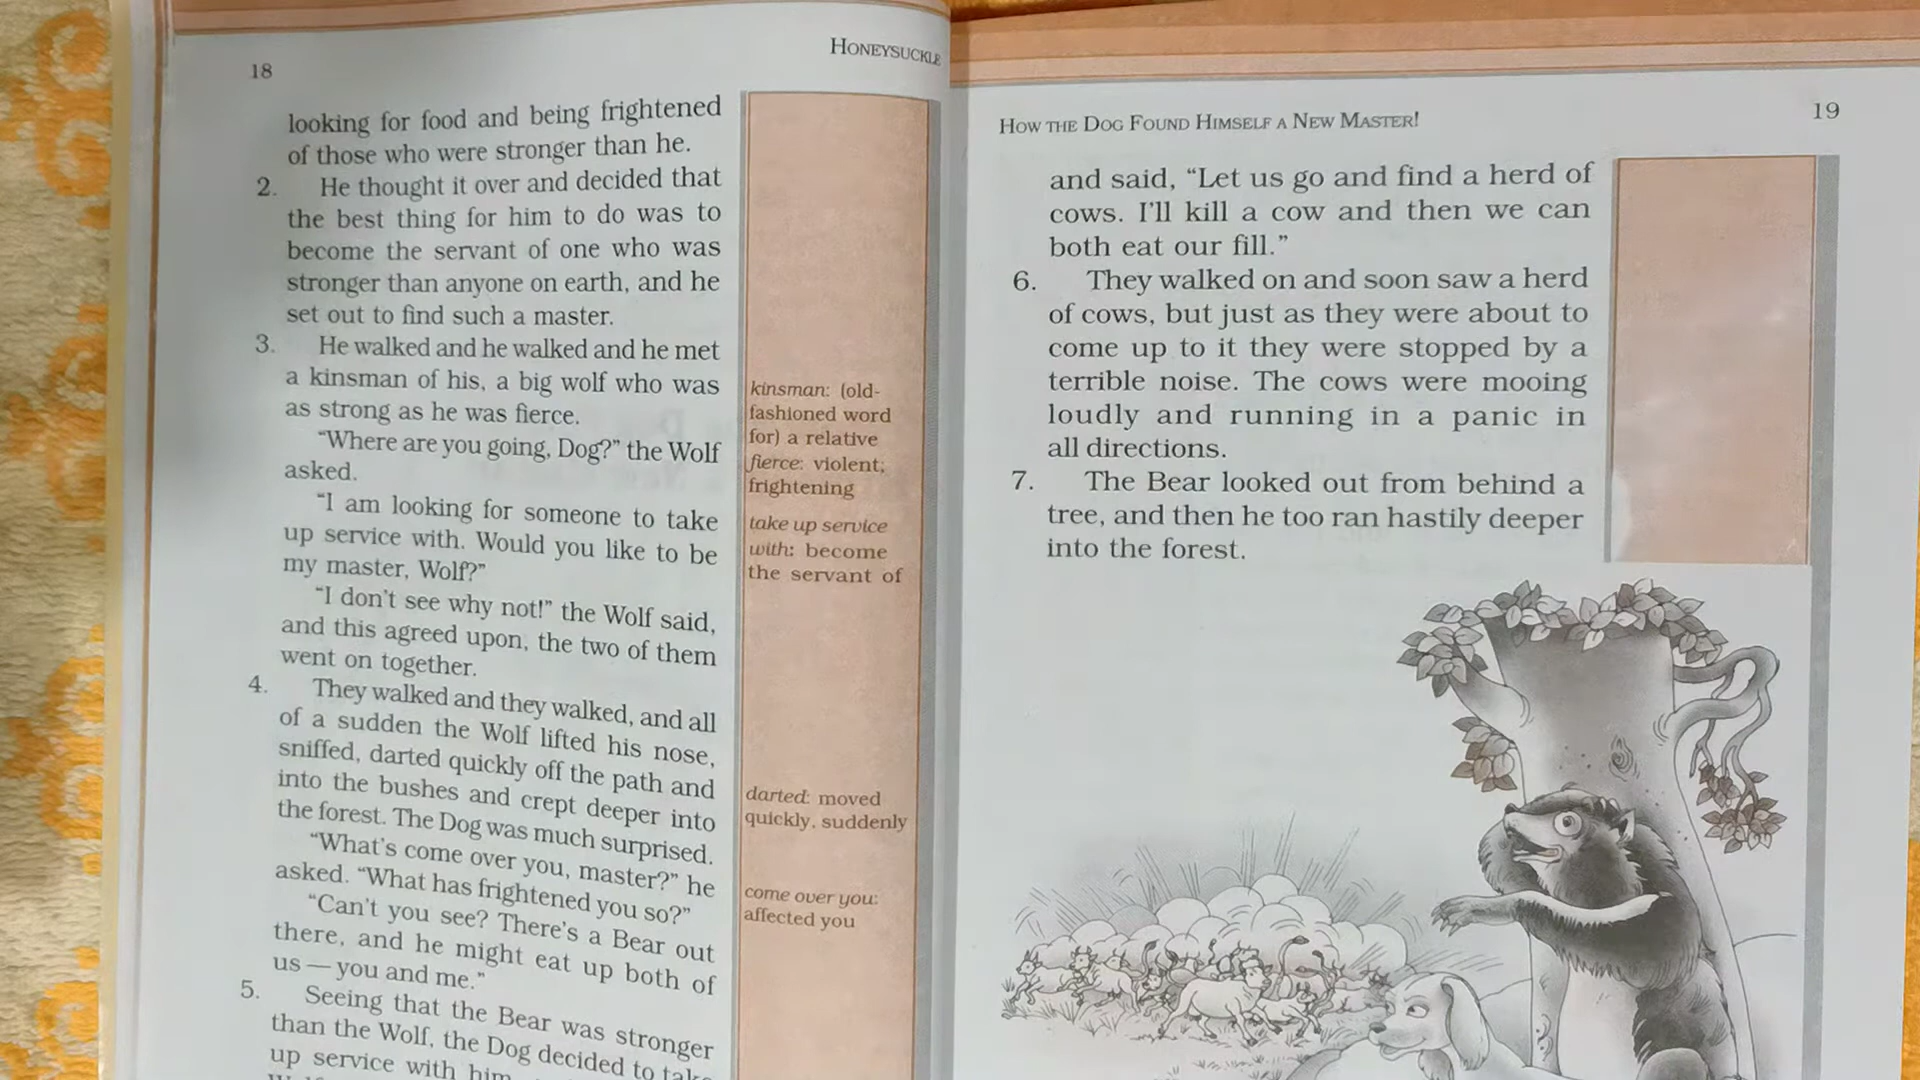 18
HONEYSUCKLE
looking for food and being frightened
of those who were stronger than he.
2. He thought it over and decided that
the best thing for him to do was to
become the servant of one who was
stronger than anyone on earth, and he
set out to find such a master.
3. He walked and he walked and he met
a kinsman of his, a big wolf who was
as strong as he was fierce.
“Where are you going, Dog?” the Wolf
asked.
“I am looking for someone to take
up service with. Would you like to be
my master, Wolf?”
“I don't see why not!” the Wolf said,
and this agreed upon, the two of them
went on together.
4. They walked and they walked, and all
of a sudden the Wolf lifted his nose,
sniffed, darted quickly off the path and
into the bushes and crept deeper into
the forest. The Dog was much surprised.
“What's come over you, master?” he
asked. “What has frightened you so?”
“Can't you see? There's a Bear out
there, and he might eat up both of
us — you and me.”
5. Seeing that the Bear was stronger
than the Wolf, the Dog decided to take
up service with him
kinsman: (old-
fashioned word
for) a relative
fierce: violent;
frightening
take up service
with: become
the servant of
darted: moved
quickly, suddenly
come over you:
affected you
HOW THE DOG FOUND HIMSELF A NEW MASTER!
19
and said, “Let us go and find a herd of
cows. I'll kill a cow and then we can
both eat our fill.”
6. They walked on and soon saw a herd
of cows, but just as they were about to
come up to it they were stopped by a
terrible noise. The cows were mooing
loudly and running in a panic in
all directions.
7. The Bear looked out from behind a
tree, and then he too ran hastily deeper
into the forest.